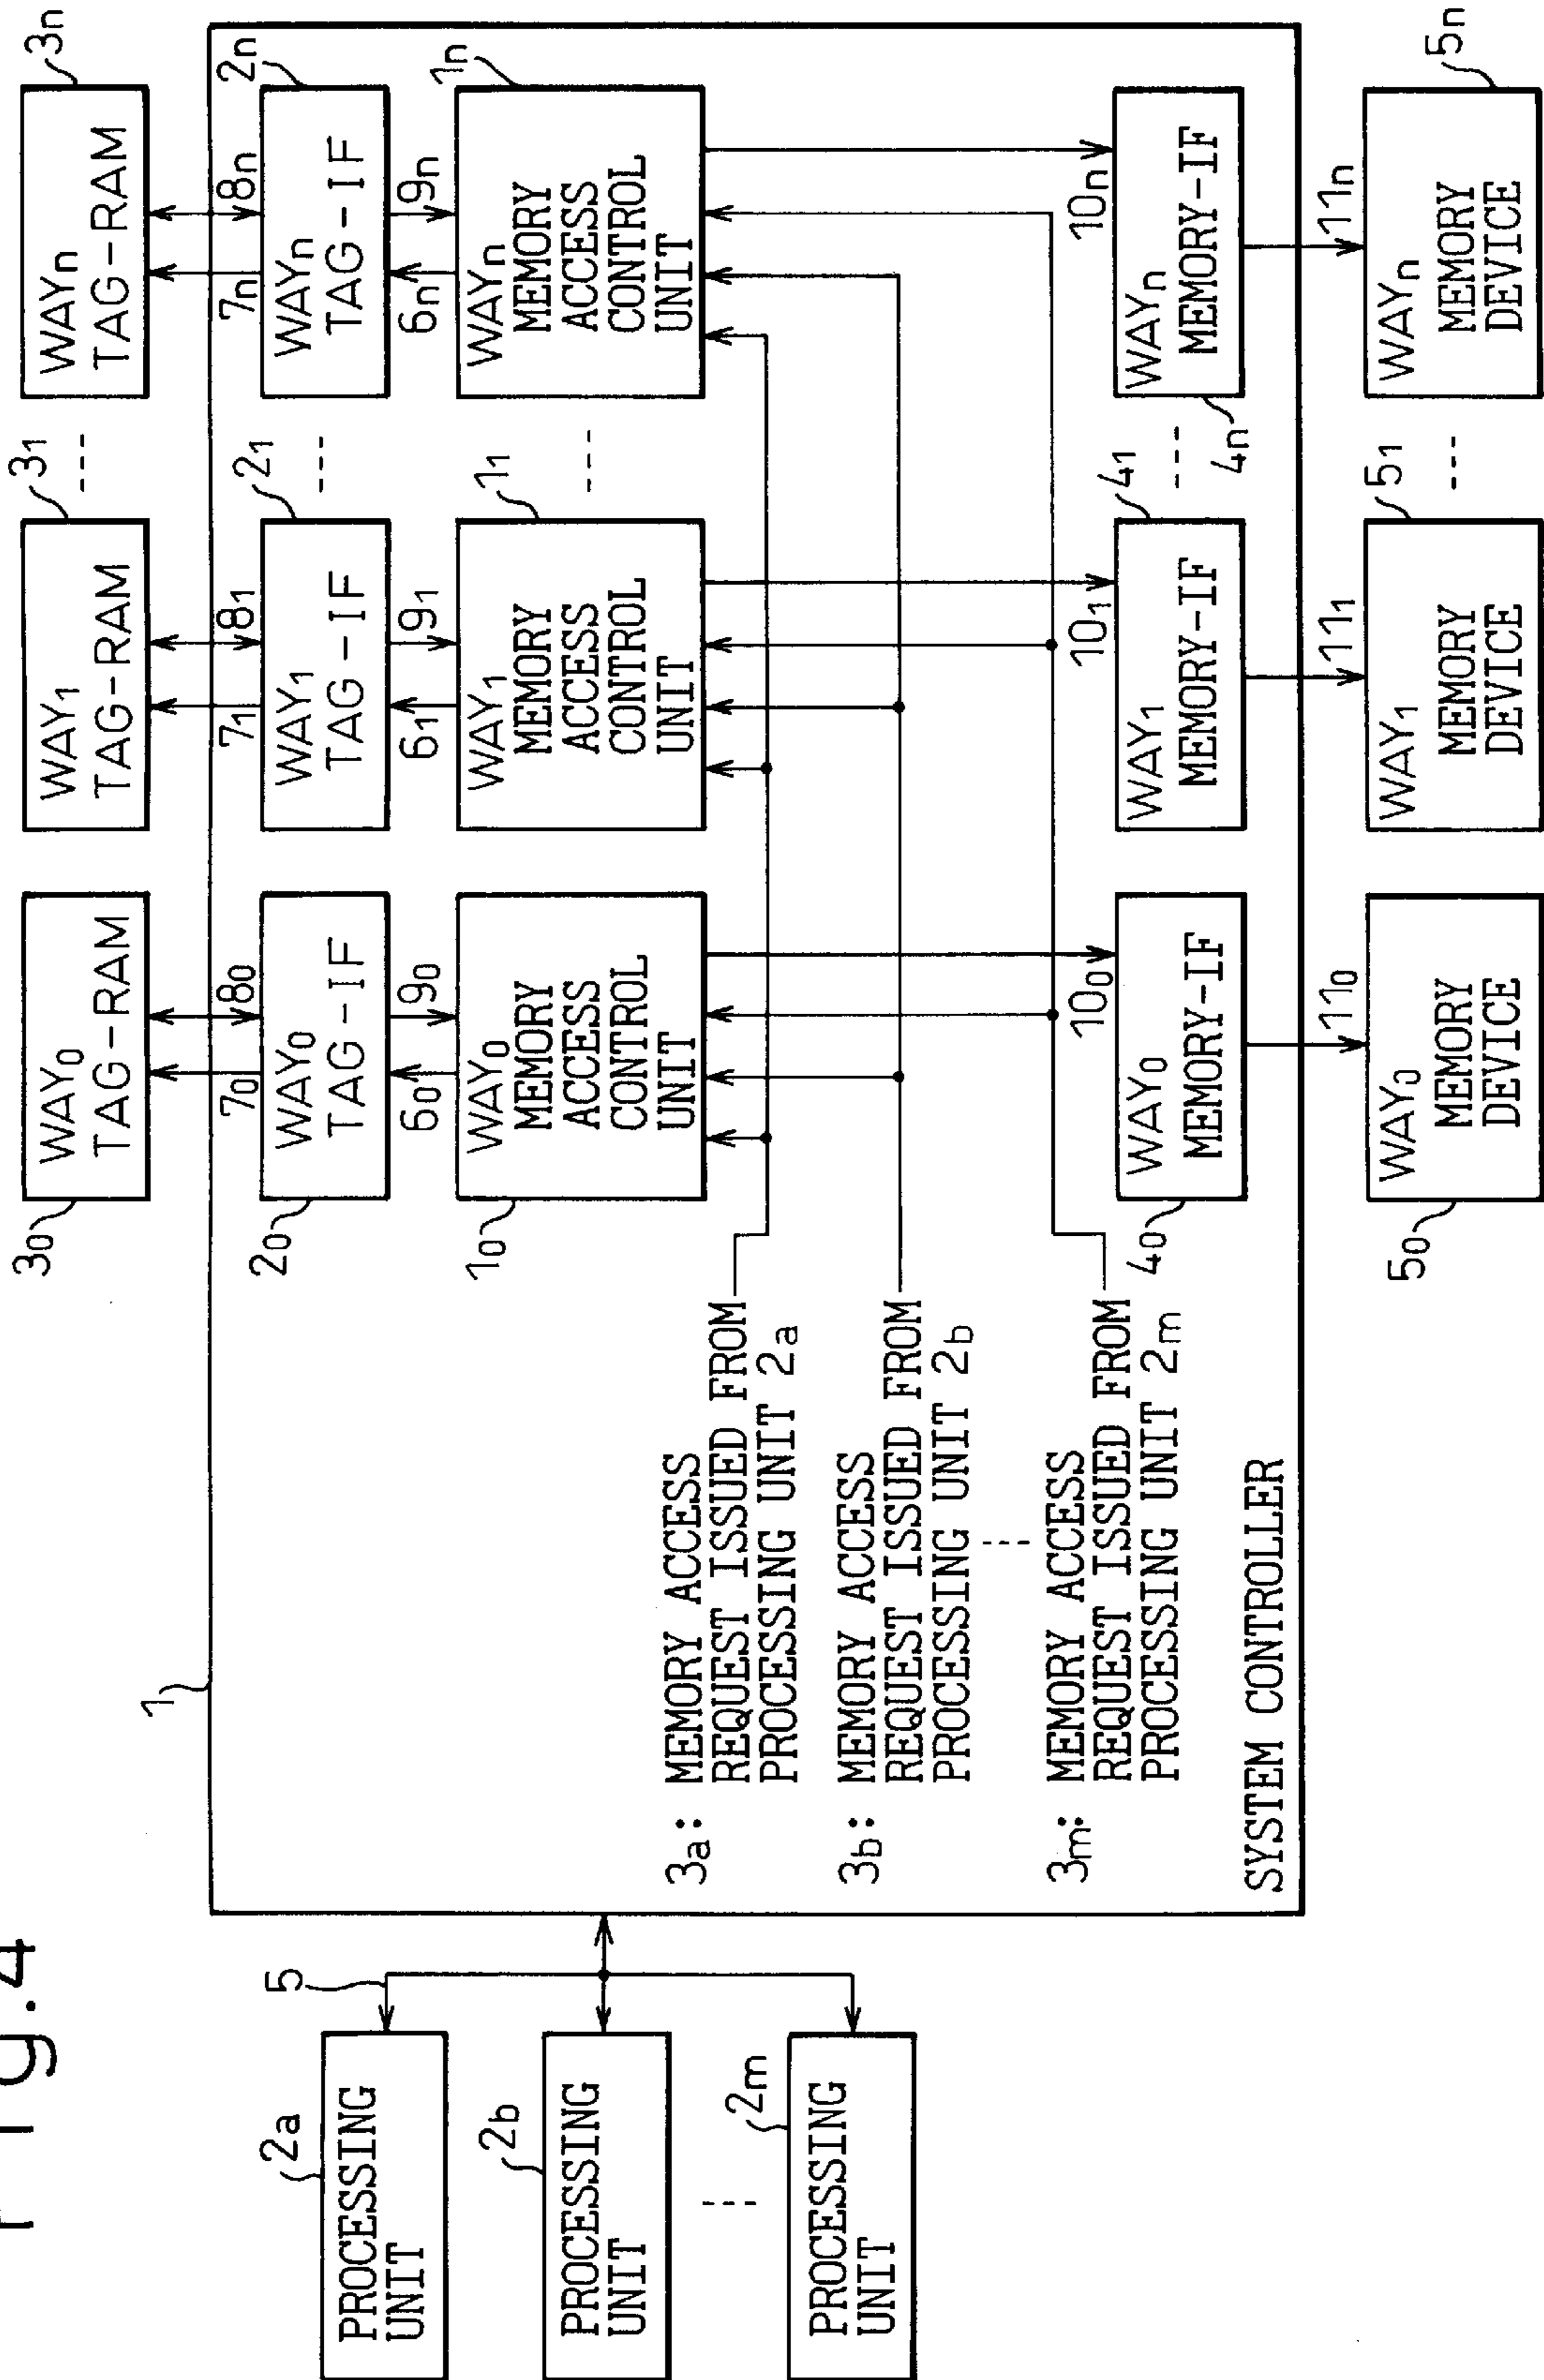 Fig.4
3₀
WAY₀
TAG-RAM
3₁
WAY₁
TAG-RAM
----
3n
WAYn
TAG-RAM
1
7₀
8₀
7₁
8₁
7n
8n
2₀
WAY₀
TAG-IF
2₁
WAY₁
TAG-IF
----
2n
WAYn
TAG-IF
6₀
9₀
6₁
9₁
6n
9n
1₀
WAY₀
MEMORY
ACCESS
CONTROL
UNIT
1₁
WAY₁
MEMORY
ACCESS
CONTROL
UNIT
----
1n
WAYn
MEMORY
ACCESS
CONTROL
UNIT
5
2a
PROCESSING
UNIT
2b
PROCESSING
UNIT
----
2m
PROCESSING
UNIT
3a: MEMORY ACCESS
REQUEST ISSUED FROM
PROCESSING UNIT 2a
3b: MEMORY ACCESS
REQUEST ISSUED FROM
PROCESSING UNIT 2b
----
3m: MEMORY ACCESS
REQUEST ISSUED FROM
PROCESSING UNIT 2m
10₀
10₁
10n
4₀
WAY₀
MEMORY-IF
4₁
WAY₁
MEMORY-IF
----
4n
WAYn
MEMORY-IF
SYSTEM CONTROLLER
11₀
11₁
11n
5₀
WAY₀
MEMORY
DEVICE
5₁
WAY₁
MEMORY
DEVICE
----
5n
WAYn
MEMORY
DEVICE